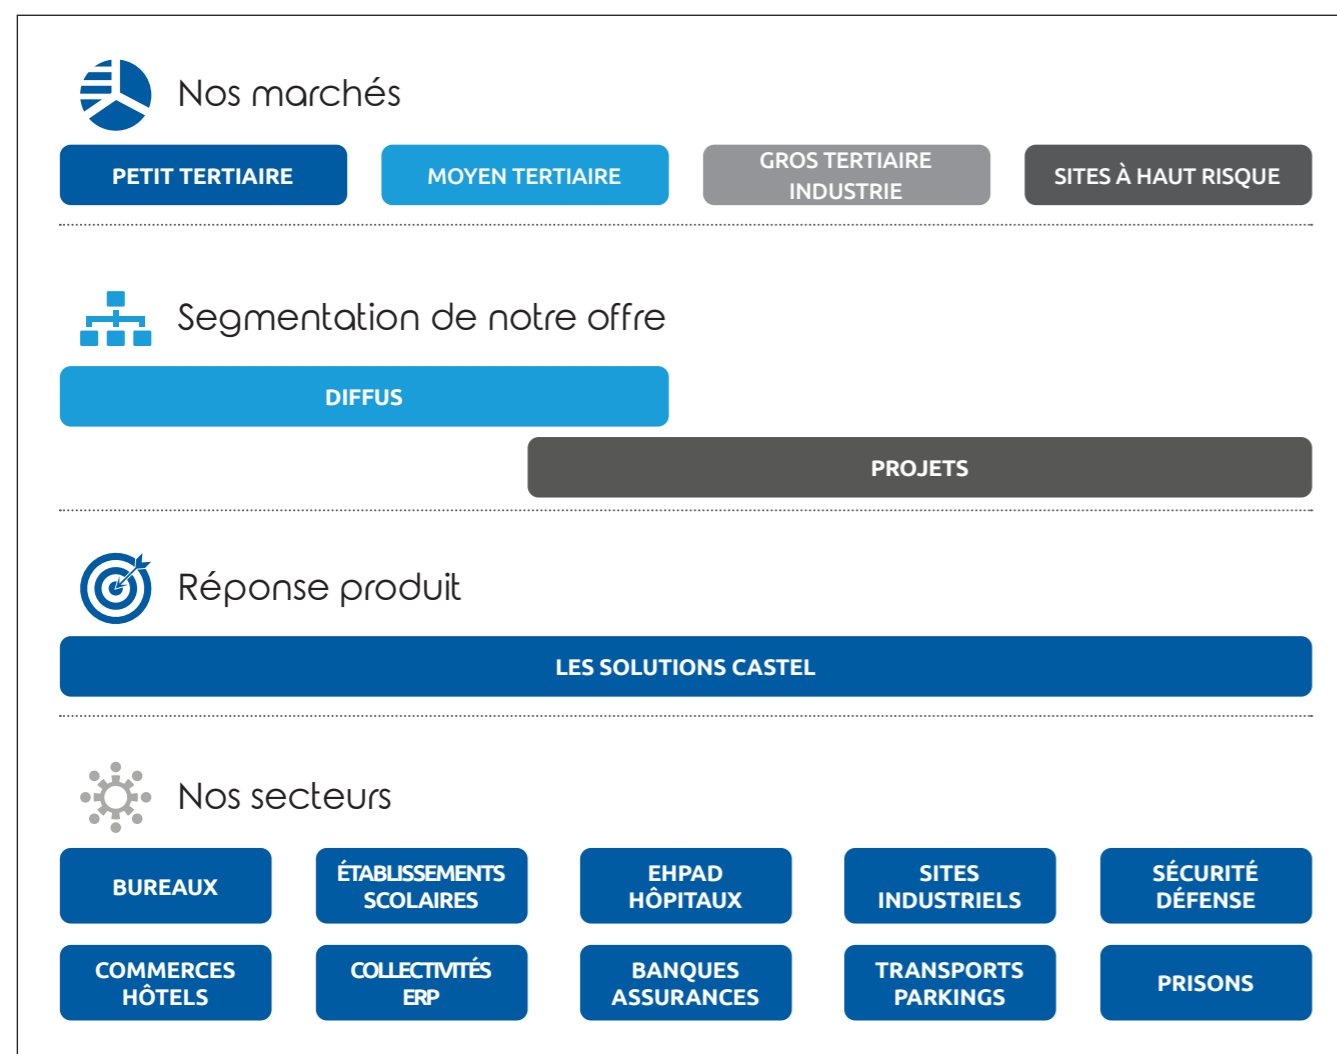 Nos marchés
PETIT TERTIAIRE
MOYEN TERTIAIRE
GROS TERTIAIRE
INDUSTRIE
SITES À HAUT RISQUE
Segmentation de notre offre
DIFFUS
PROJETS
Réponse produit
LES SOLUTIONS CASTEL
Nos secteurs
BUREAUX
ÉTABLISSEMENTS
SCOLAIRES
EHPAD
HÔPITAUX
SITES
INDUSTRIELS
SÉCURITÉ
DÉFENSE
COMMERCES
HÔTELS
COLLECTIVITÉS
ERP
BANQUES
ASSURANCES
TRANSPORTS
PARKINGS
PRISONS